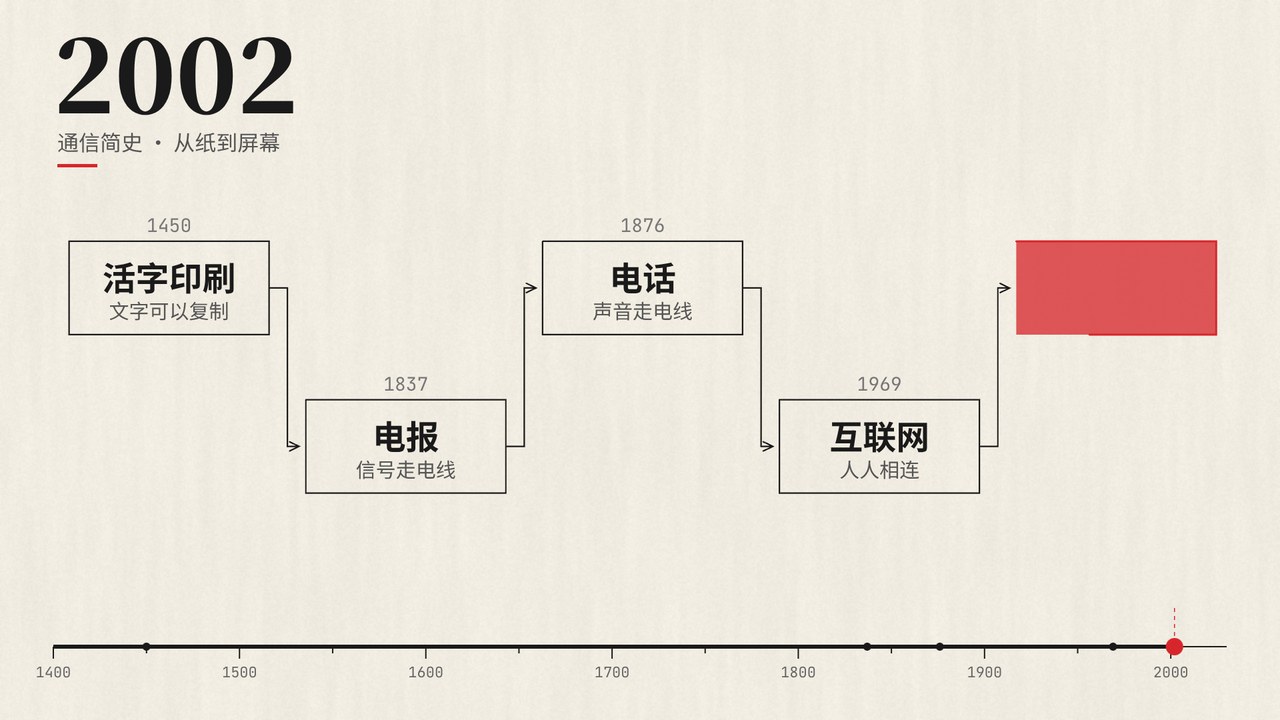 2002
通信简史 · 从纸到屏幕
1450
活字印刷
文字可以复制
1837
电报
信号走电线
1876
电话
声音走电线
1969
互联网
人人相连
1400 1500 1600 1700 1800 1900 2000